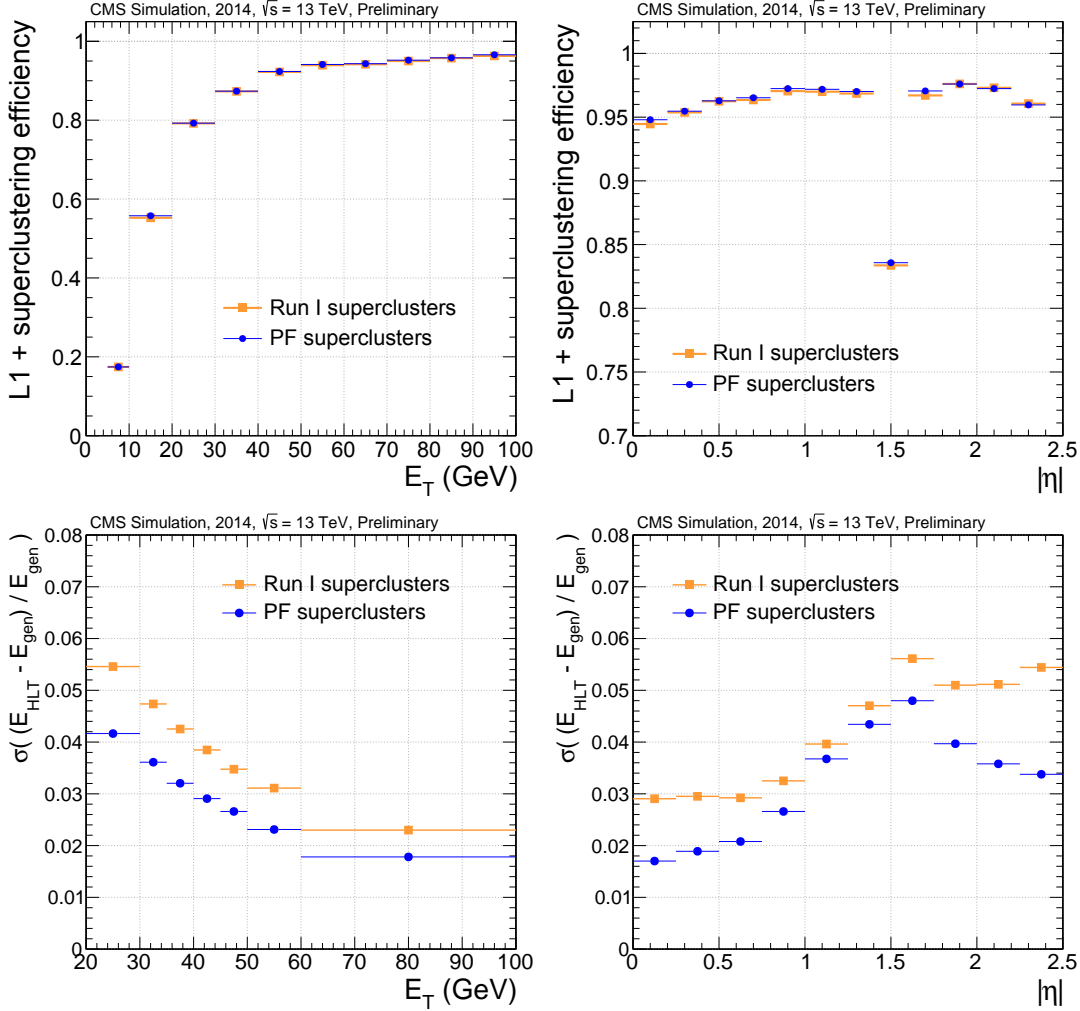 CMS Simulation, 2014, √s = 13 TeV, Preliminary
L1 + superclustering efficiency
1
0.8
0.6
0.4
0.2
0
Run I superclusters
PF superclusters
10 20 30 40 50 60 70 80 90 100
E_T (GeV)
CMS Simulation, 2014, √s = 13 TeV, Preliminary
L1 + superclustering efficiency
1
0.95
0.9
0.85
0.8
0.75
0.7
Run I superclusters
PF superclusters
0 0.5 1 1.5 2 2.5
|η|
CMS Simulation, 2014, √s = 13 TeV, Preliminary
σ( (E_HLT - E_gen) / E_gen)
0.08
0.07
0.06
0.05
0.04
0.03
0.02
0.01
0
Run I superclusters
PF superclusters
20 30 40 50 60 70 80 90 100
E_T (GeV)
CMS Simulation, 2014, √s = 13 TeV, Preliminary
σ( (E_HLT - E_gen) / E_gen)
0.08
0.07
0.06
0.05
0.04
0.03
0.02
0.01
0
Run I superclusters
PF superclusters
0 0.5 1 1.5 2 2.5
|η|